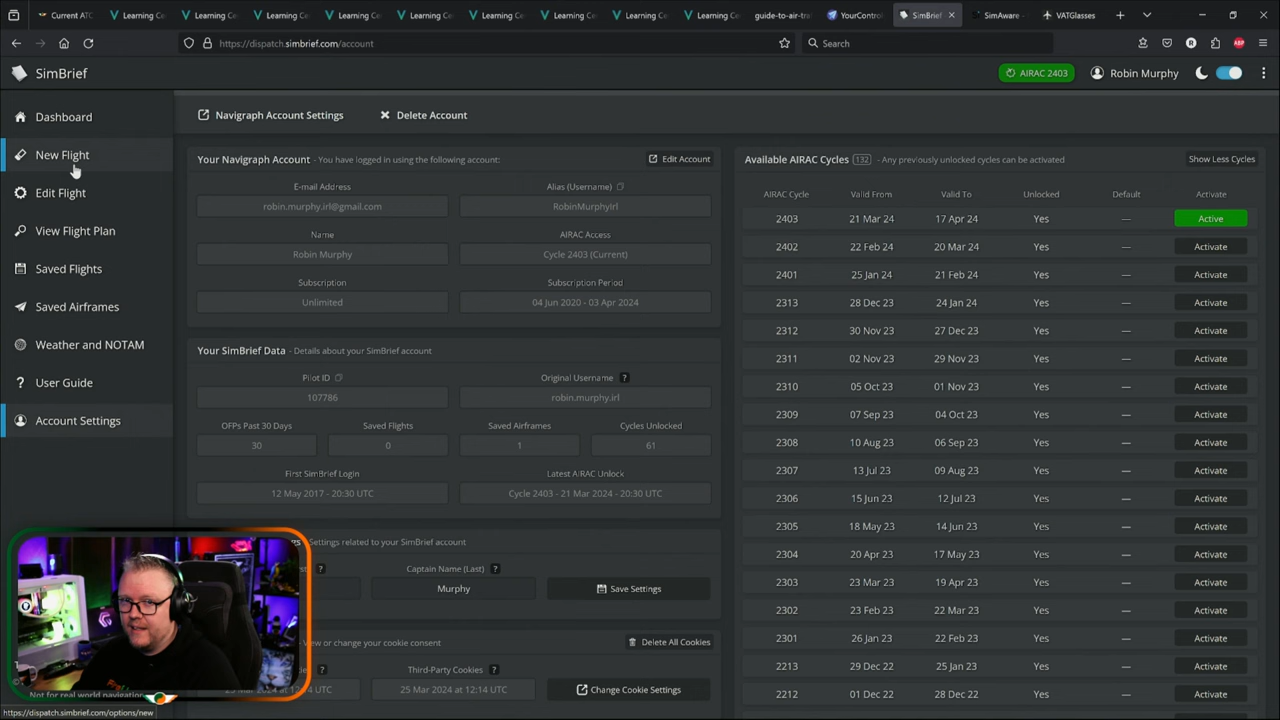 Current ATC
Learning Ce
Learning Ce
Learning Ce
Learning Ce
Learning Ce
Learning Ce
Learning Ce
Learning Ce
Learning Ce
guide-to-air-tra
YourControl
SimBrief
SimAware
VATGlasses
https://dispatch.simbrief.com/account
Search
SimBrief
AIRAC 2403
Robin Murphy
Dashboard
New Flight
Edit Flight
View Flight Plan
Saved Flights
Saved Airframes
Weather and NOTAM
User Guide
Account Settings
Navigraph Account Settings
Delete Account
Your Navigraph Account - You have logged in using the following account:
Edit Account
E-mail Address
Alias (Username)
robin.murphy.irl@gmail.com
RobinMurphyIrl
Name
AIRAC Access
Robin Murphy
Cycle 2403 (Current)
Subscription
Subscription Period
Unlimited
04 Jun 2020 - 03 Apr 2024
Your SimBrief Data - Details about your SimBrief account
Pilot ID
Original Username ?
107786
robin.murphy.irl
OFPs Past 30 Days
Saved Flights
Saved Airframes
Cycles Unlocked
30
0
1
61
First SimBrief Login
Latest AIRAC Unlock
12 May 2017 - 20:30 UTC
Cycle 2403 - 21 Mar 2024 - 20:30 UTC
Settings related to your SimBrief account
?
Captain Name (Last) ?
Murphy
Save Settings
View or change your cookie consent
Delete All Cookies
?
Third-Party Cookies ?
25 Mar 2024 at 12:14 UTC
25 Mar 2024 at 12:14 UTC
Change Cookie Settings
Available AIRAC Cycles 132 - Any previously unlocked cycles can be activated
Show Less Cycles
AIRAC Cycle Valid From Valid To Unlocked Default Activate
2403 21 Mar 24 17 Apr 24 Yes — Active
2402 22 Feb 24 20 Mar 24 Yes — Activate
2401 25 Jan 24 21 Feb 24 Yes — Activate
2313 28 Dec 23 24 Jan 24 Yes — Activate
2312 30 Nov 23 27 Dec 23 Yes — Activate
2311 02 Nov 23 29 Nov 23 Yes — Activate
2310 05 Oct 23 01 Nov 23 Yes — Activate
2309 07 Sep 23 04 Oct 23 Yes — Activate
2308 10 Aug 23 06 Sep 23 Yes — Activate
2307 13 Jul 23 09 Aug 23 Yes — Activate
2306 15 Jun 23 12 Jul 23 Yes — Activate
2305 18 May 23 14 Jun 23 Yes — Activate
2304 20 Apr 23 17 May 23 Yes — Activate
2303 23 Mar 23 19 Apr 23 Yes — Activate
2302 23 Feb 23 22 Mar 23 Yes — Activate
2301 26 Jan 23 22 Feb 23 Yes — Activate
2213 29 Dec 22 25 Jan 23 Yes — Activate
2212 01 Dec 22 28 Dec 22 Yes — Activate
Not for real world navigation
https://dispatch.simbrief.com/options/new